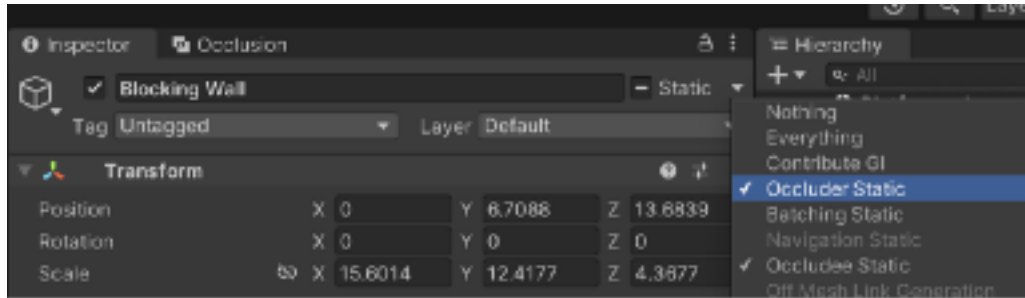 Laye
Inspector Occlusion Hierarchy
Blocking Wall Static All
Tag Untagged Layer Default
Nothing
Everything
Contribute GI
Transform
Occluder Static
Position X 0 Y 6.7088 Z 13.6839
Batching Static
Rotation X 0 Y 0 Z 0
Navigation Static
Scale X 15.6014 Y 12.4177 Z 4.3677
Occludee Static
Off Mesh Link Generation